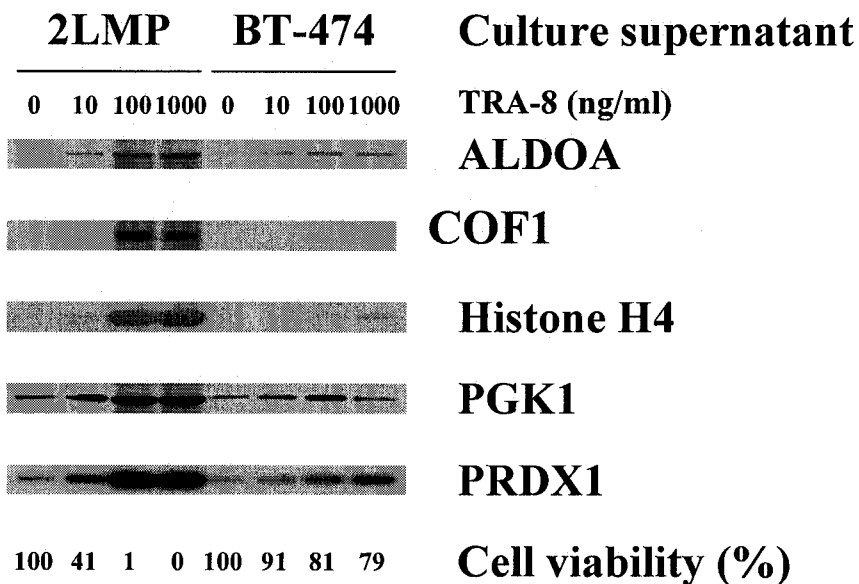 2LMP BT-474 Culture supernatant
0 10 100 1000 0 10 100 1000 TRA-8 (ng/ml)
ALDOA
COF1
Histone H4
PGK1
PRDX1
100 41 1 0 100 91 81 79 Cell viability (%)